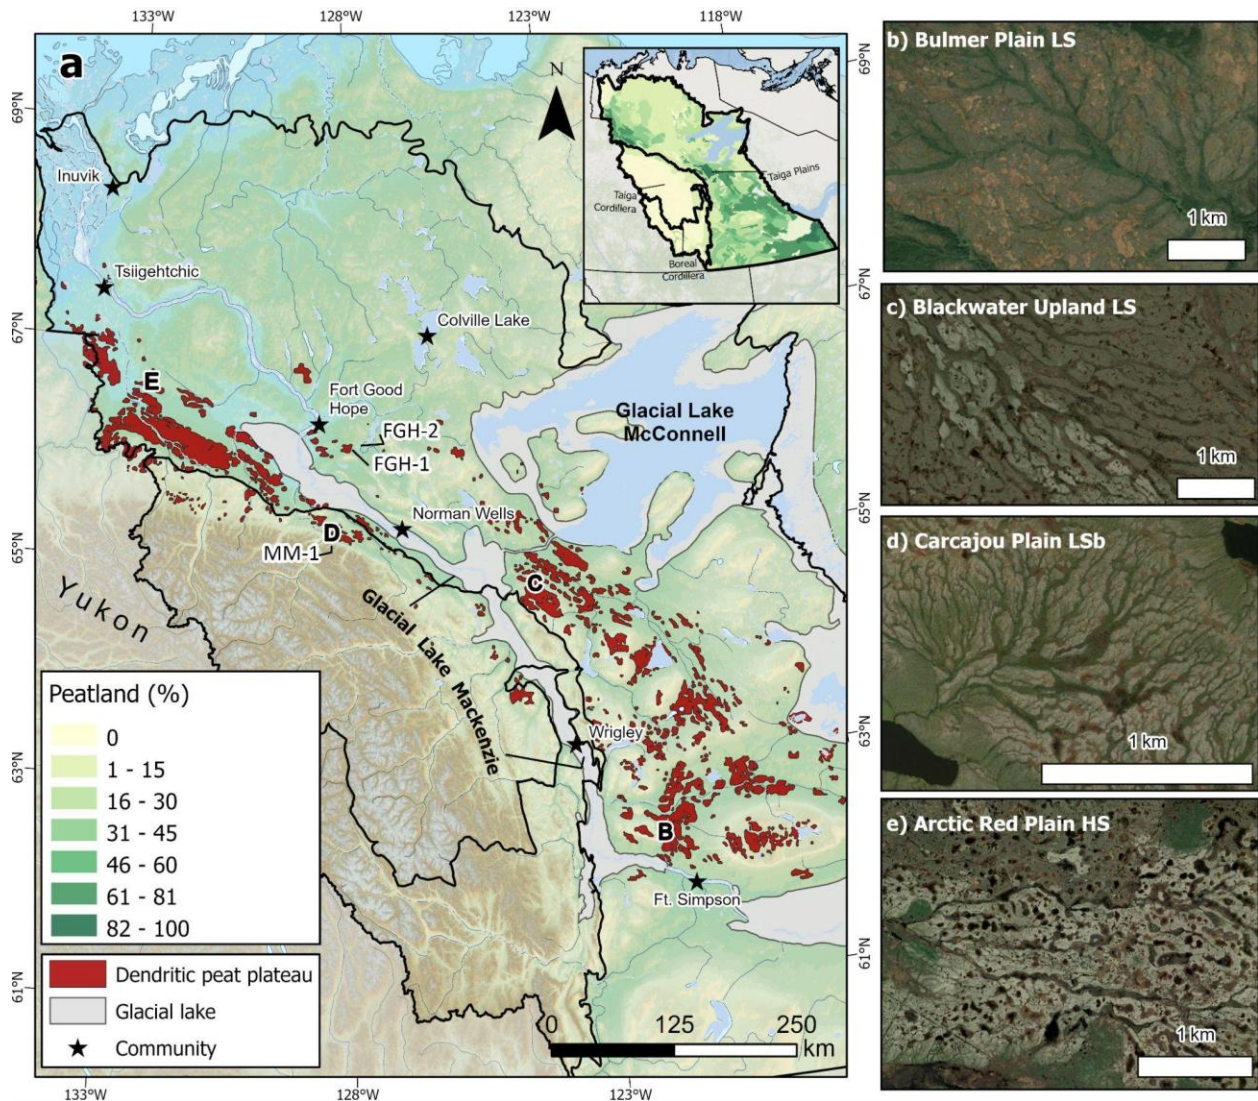 133°W
128°W
123°W
118°W
a
69°N
67°N
65°N
63°N
61°N
69°N
67°N
65°N
63°N
61°N
N
Taiga
Cordillera
Taiga Plains
Boreal
Cordillera
Inuvik
Tsiigehtchic
Colville Lake
E
Fort Good
Hope
FGH-2
FGH-1
Glacial Lake
McConnell
Norman Wells
D
MM-1
C
Yukon
Glacial Lake Mackenzie
Wrigley
B
Ft. Simpson
Peatland (%)
0
1 - 15
16 - 30
31 - 45
46 - 60
61 - 81
82 - 100
Dendritic peat plateau
Glacial lake
Community
0 125 250
km
133°W
128°W
123°W
b) Bulmer Plain LS
1 km
c) Blackwater Upland LS
1 km
d) Carcajou Plain LSb
1 km
e) Arctic Red Plain HS
1 km